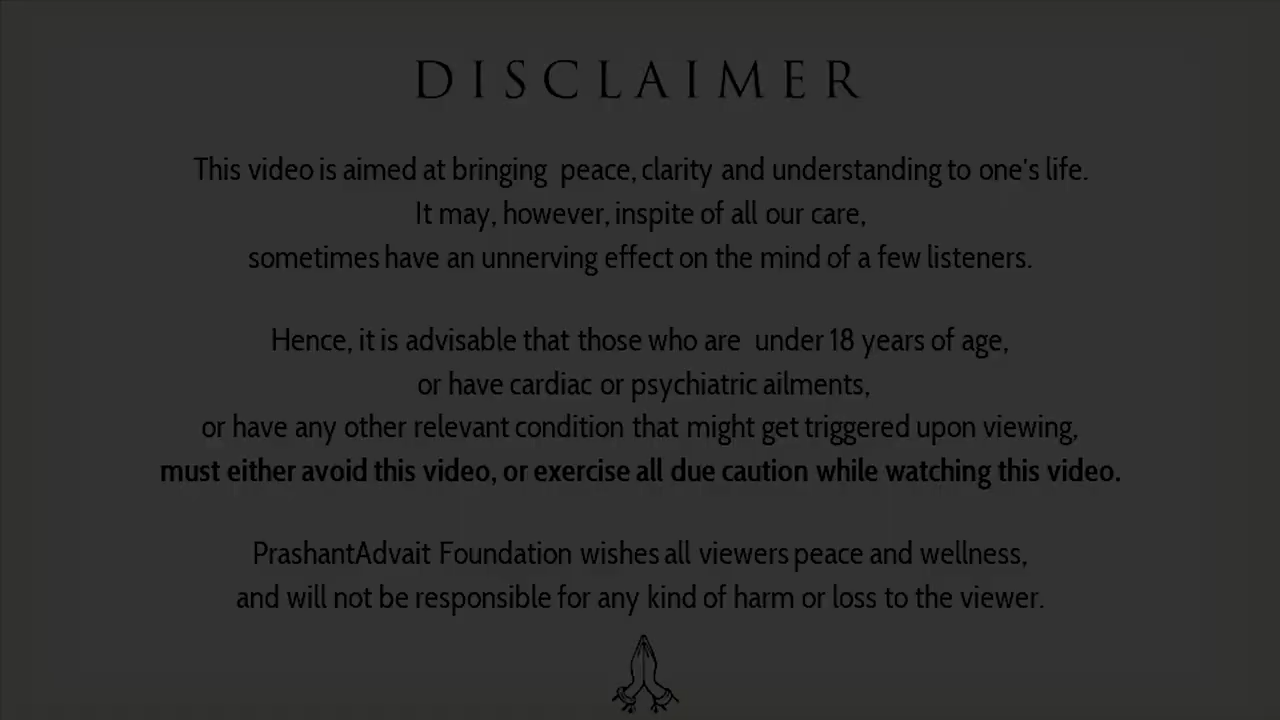 DISCLAIMER
This video is aimed at bringing peace, clarity and understanding to one's life.
It may, however, inspite of all our care,
sometimes have an unnerving effect on the mind of a few listeners.
Hence, it is advisable that those who are under 18 years of age,
or have cardiac or psychiatric ailments,
or have any other relevant condition that might get triggered upon viewing,
must either avoid this video, or exercise all due caution while watching this video.
PrashantAdvait Foundation wishes all viewers peace and wellness,
and will not be responsible for any kind of harm or loss to the viewer.